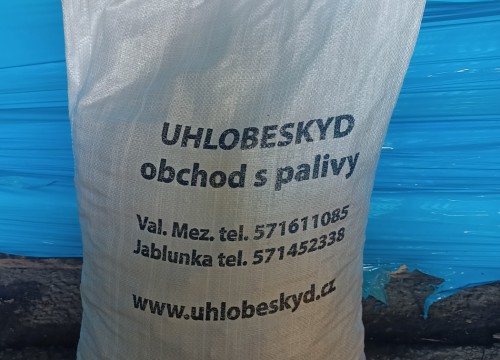 UHLOBESKYD
obchod s palivy
Val. Mez. tel. 571611085
Jablunka tel. 571452338
www.uhlobeskyd.cz